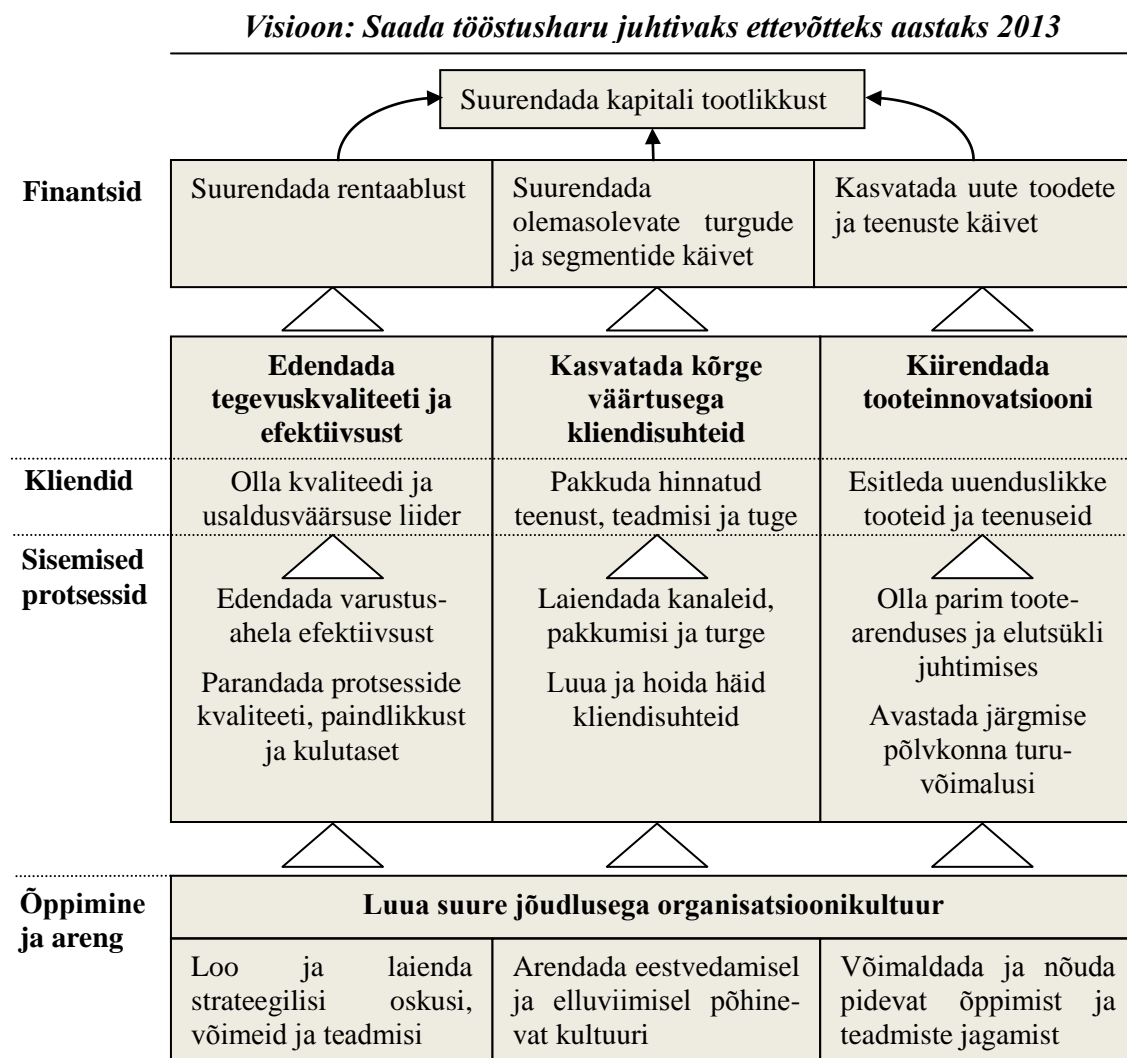 Visioon: Saada tööstusharu juhtivaks ettevõtteks aastaks 2013
Suurendada kapitali tootlikkust
Finantsid
Suurendada rentaablust
Suurendada
olemasolevate turgude
ja segmentide käivet
Kasvatada uute toodete
ja teenuste käivet
Edendada
tegevuskvaliteeti ja
efektiivsust
Kasvatada kõrge
väärtusega
kliendisuhteid
Kiirendada
tooteinnovatsiooni
Kliendid
Olla kvaliteedi ja
usaldusväärsuse liider
Pakkuda hinnatud
teenust, teadmisi ja tuge
Esitleda uuenduslikke
tooteid ja teenuseid
Sisemised
protsessid
Edendada varustus-
ahela efektiivsust
Parandada protsesside
kvaliteeti, paindlikkust
ja kulutaset
Laiendada kanaleid,
pakkumisi ja turge
Luua ja hoida häid
kliendisuhteid
Olla parim toote-
arenduses ja elutsükli
juhtimises
Avastada järgmise
põlvkonna turu-
võimalusi
Õppimine
ja areng
Luua suure jõudlusega organisatsioonikultuur
Loo ja laienda
strateegilisi oskusi,
võimeid ja teadmisi
Arendada eestvedamisel
ja elluviimisel põhine-
vat kultuuri
Võimaldada ja nõuda
pidevat õppimist ja
teadmiste jagamist